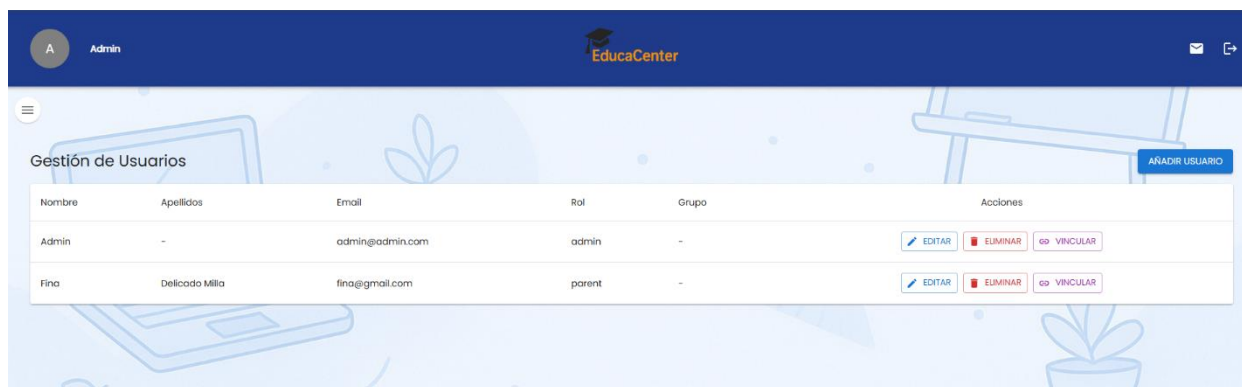 A Admin EducaCenter
Gestión de Usuarios AÑADIR USUARIO
Nombre Apellidos Email Rol Grupo Acciones
Admin - admin@admin.com admin - EDITAR ELIMINAR VINCULAR
Fina Delicado Milla fina@gmail.com parent - EDITAR ELIMINAR VINCULAR